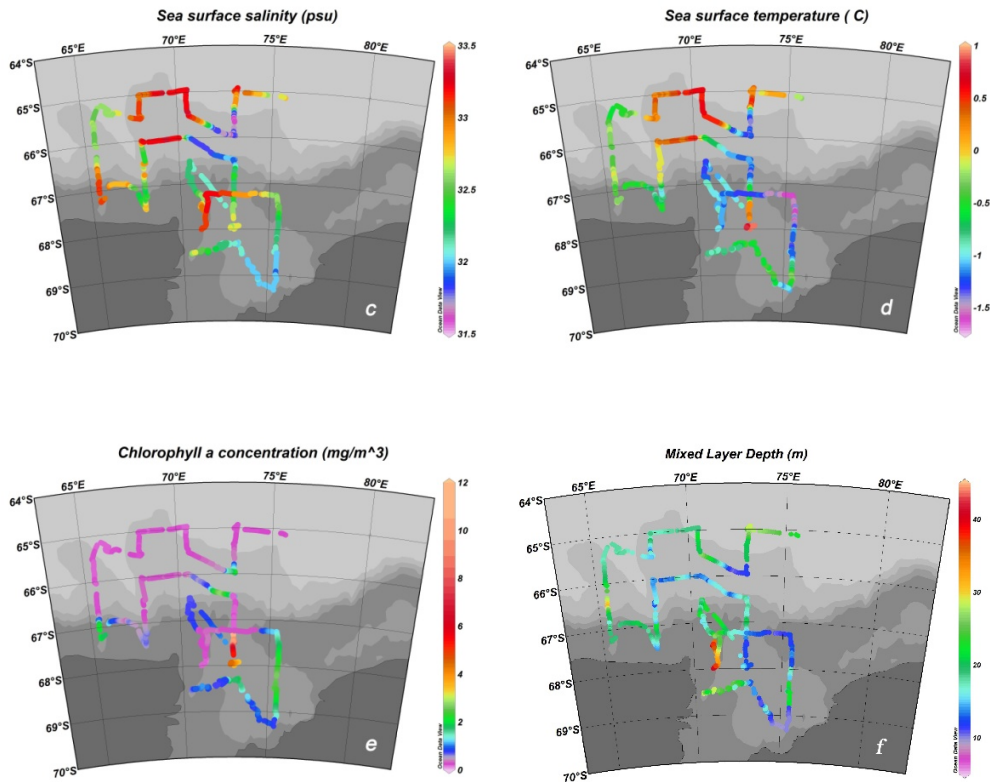 Sea surface salinity (psu)
65°E 70°E 75°E 80°E
64°S
65°S
66°S
67°S
68°S
69°S
70°S
33.5
33
32.5
32
31.5
Ocean Data View
c
Sea surface temperature ( C)
65°E 70°E 75°E 80°E
64°S
65°S
66°S
67°S
68°S
69°S
70°S
1
0.5
0
-0.5
-1
-1.5
Ocean Data View
d
Chlorophyll a concentration (mg/m^3)
65°E 70°E 75°E 80°E
64°S
65°S
66°S
67°S
68°S
69°S
70°S
12
10
8
6
4
2
0
Ocean Data View
e
Mixed Layer Depth (m)
65°E 70°E 75°E 80°E
64°S
65°S
66°S
67°S
68°S
69°S
70°S
40
30
20
10
Ocean Data View
f